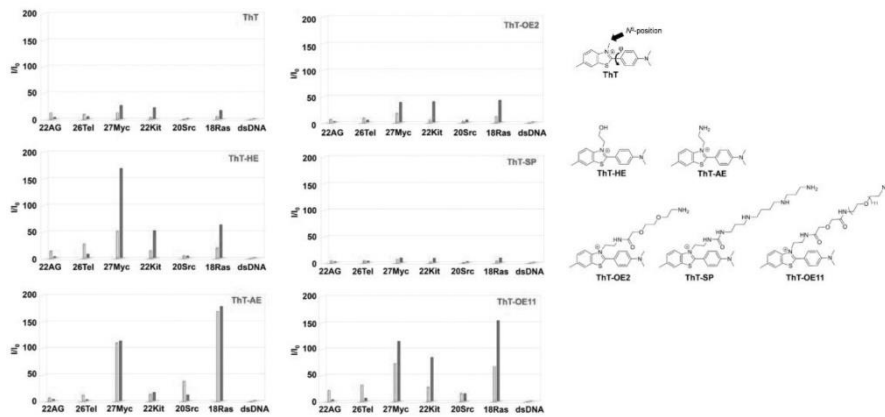 ThT
200
150
100
I/I₀
50
0
22AG 26Tel 27Myc 22Kit 20Src 18Ras dsDNA
ThT-OE2
200
150
100
I/I₀
50
0
22AG 26Tel 27Myc 22Kit 20Src 18Ras dsDNA
ThT-HE
200
150
100
I/I₀
50
0
22AG 26Tel 27Myc 22Kit 20Src 18Ras dsDNA
ThT-SP
200
150
100
I/I₀
50
0
22AG 26Tel 27Myc 22Kit 20Src 18Ras dsDNA
ThT-AE
200
150
100
I/I₀
50
0
22AG 26Tel 27Myc 22Kit 20Src 18Ras dsDNA
ThT-OE11
200
150
100
I/I₀
50
0
22AG 26Tel 27Myc 22Kit 20Src 18Ras dsDNA
N³-position
ThT
OH
NH₂
ThT-HE
ThT-AE
ThT-OE2
ThT-SP
ThT-OE11